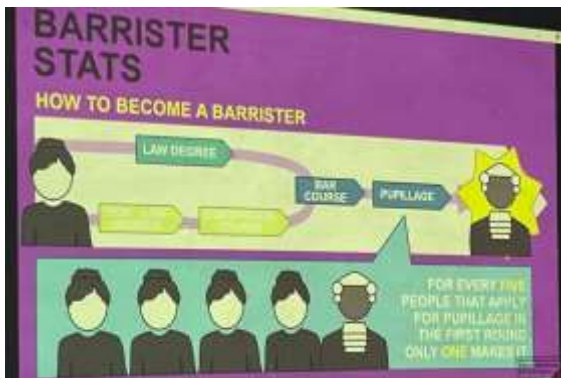 BARRISTER
STATS
HOW TO BECOME A BARRISTER
LAW DEGREE
BAR
COURSE
PUPILLAGE
FOR EVERY FIVE
PEOPLE THAT APPLY
FOR PUPILLAGE IN
THE FIRST ROUND
ONLY ONE MAKES IT